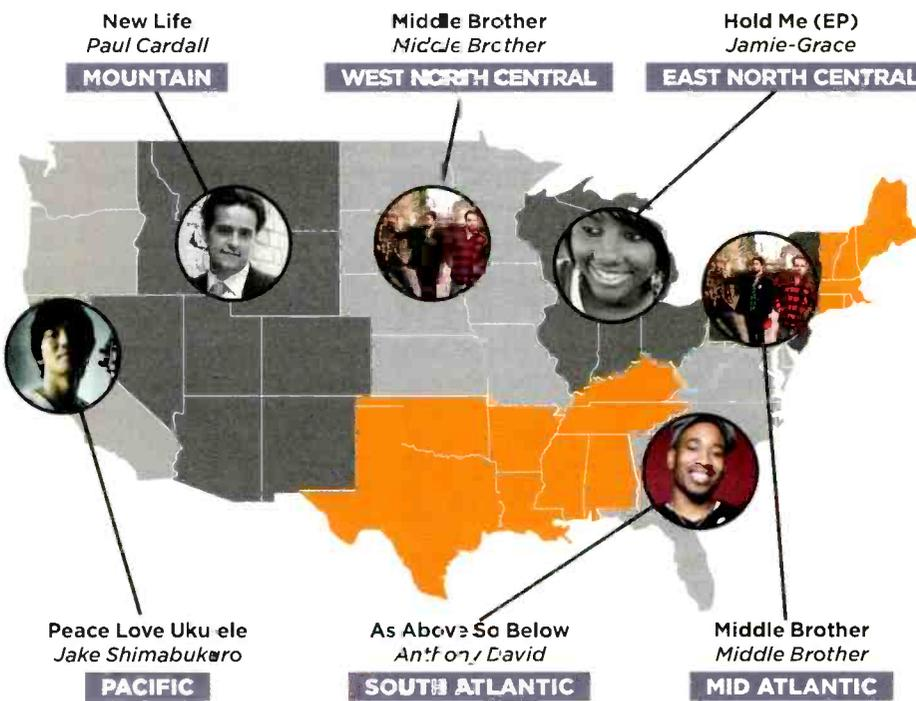 New Life
Paul Cardall
MOUNTAIN
Middle Brother
Middle Brother
WEST NORTH CENTRAL
Hold Me (EP)
Jamie-Grace
EAST NORTH CENTRAL
Peace Love Ukulele
Jake Shimabukuro
PACIFIC
As Above So Below
Anthony David
SOUTH ATLANTIC
Middle Brother
Middle Brother
MID ATLANTIC